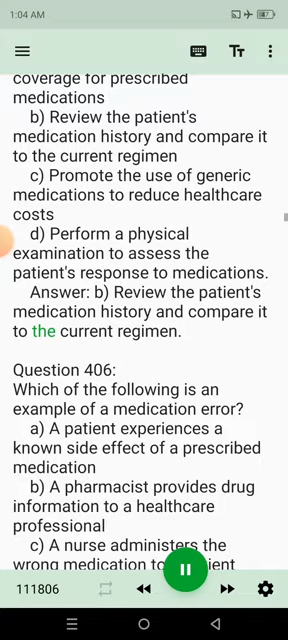 1:04 AM
coverage for prescribed
medications
b) Review the patient's
medication history and compare it
to the current regimen
c) Promote the use of generic
medications to reduce healthcare
costs
d) Perform a physical
examination to assess the
patient's response to medications.
Answer: b) Review the patient's
medication history and compare it
to the current regimen.
Question 406:
Which of the following is an
example of a medication error?
a) A patient experiences a
known side effect of a prescribed
medication
b) A pharmacist provides drug
information to a healthcare
professional
c) A nurse administers the
wrong medication to
111806